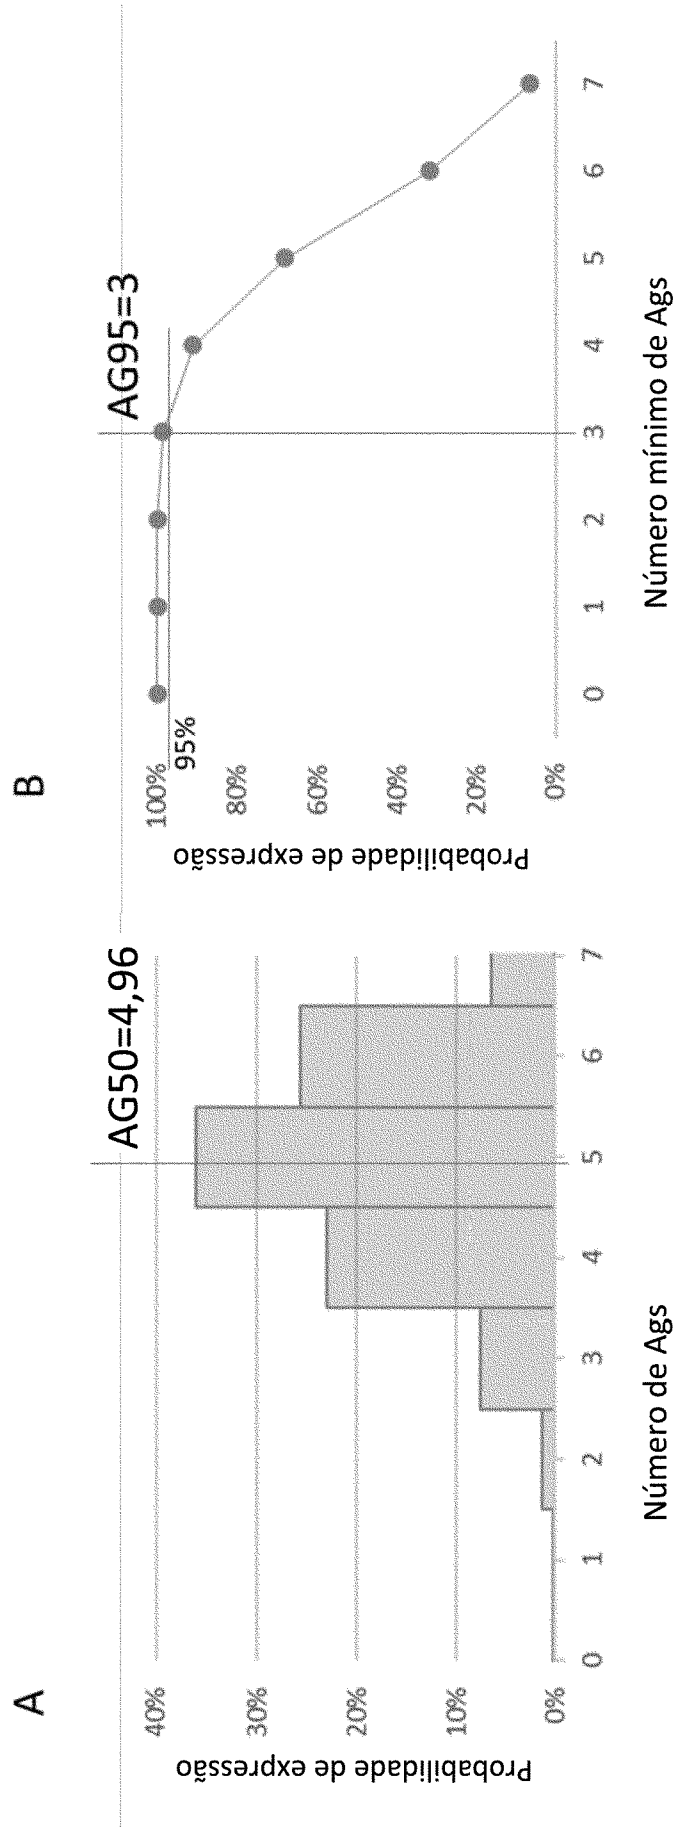 A
AG50=4,96
Probabilidade de expressão
40%
30%
20%
10%
0%
0 1 2 3 4 5 6 7
Número de Ags
B
AG95=3
Probabilidade de expressão
100%
95%
80%
60%
40%
20%
0%
0 1 2 3 4 5 6 7
Número mínimo de Ags